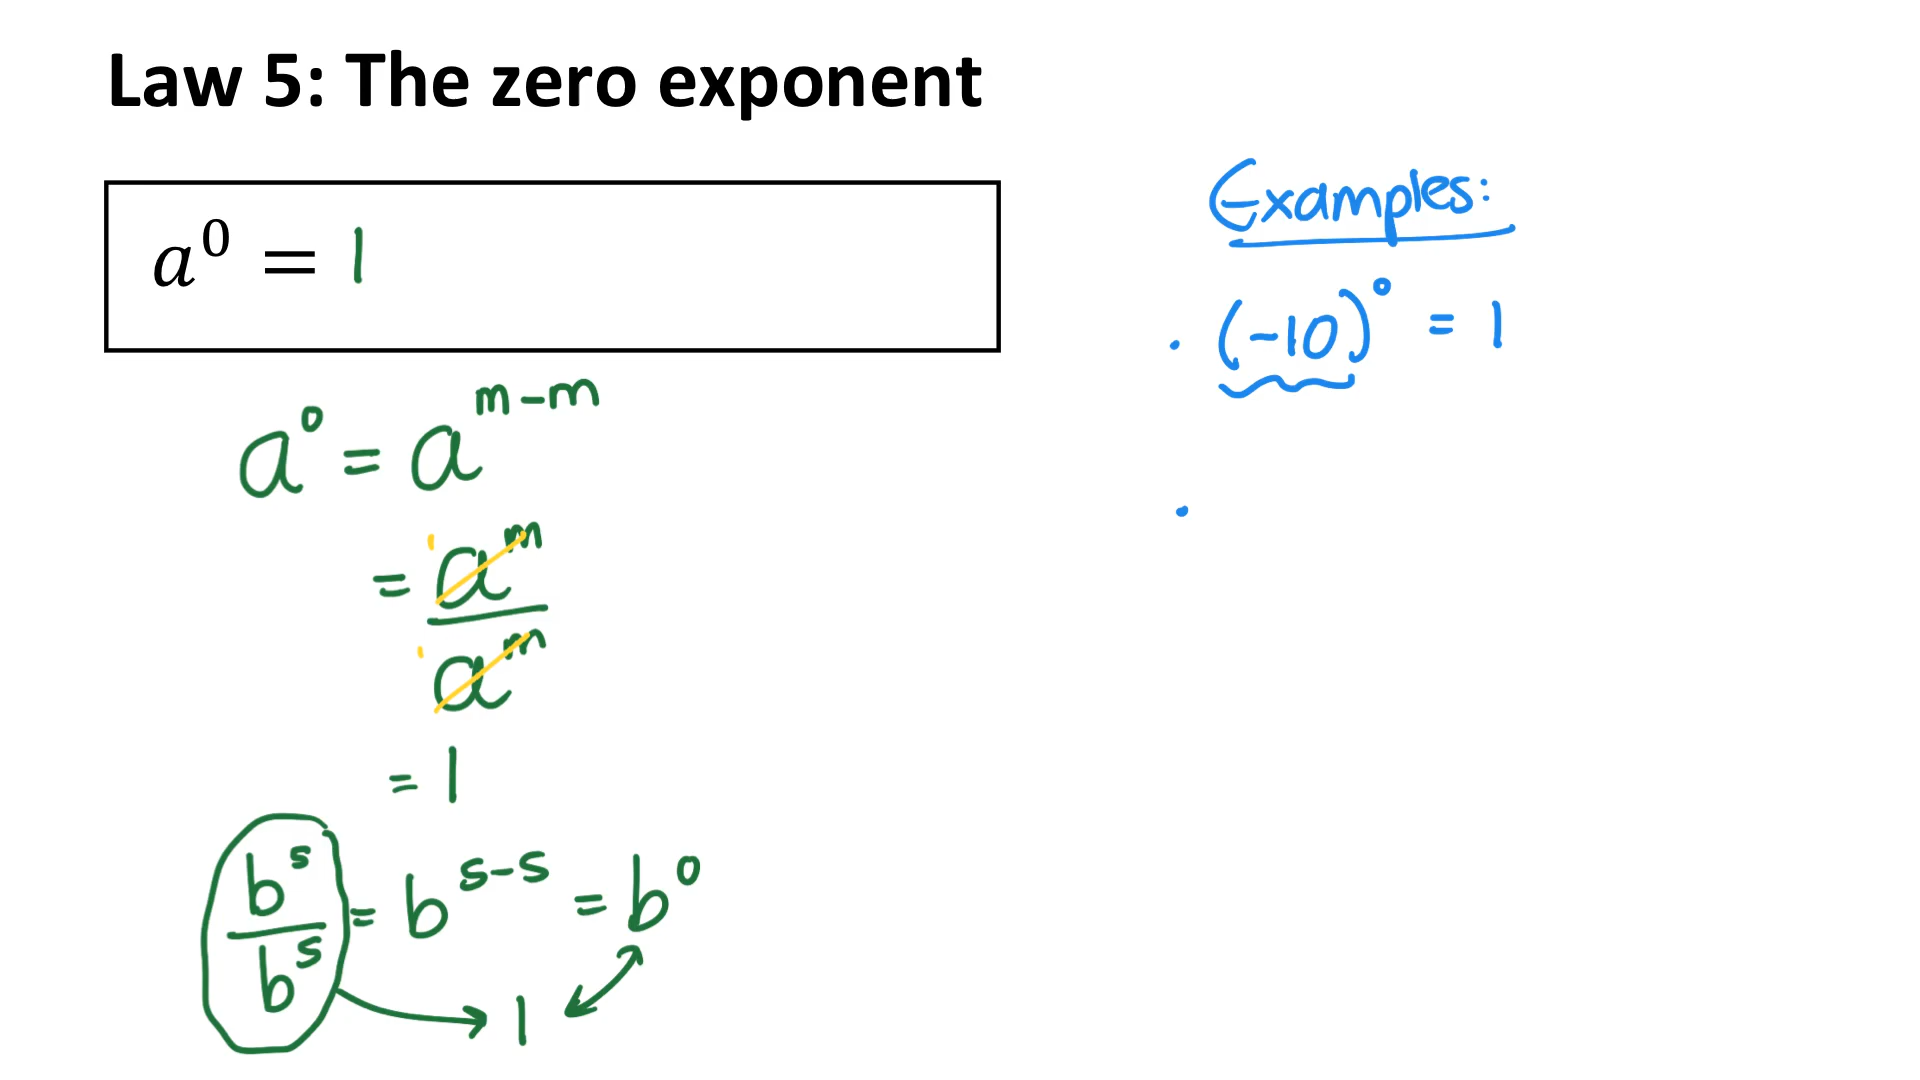 Law 5: The zero exponent
a⁰ = 1
a⁰ = a^(m-m)
= a^m / a^m
= 1
b^s / b^s = b^(s-s) = b⁰
1
Examples:
· (-10)⁰ = 1
·